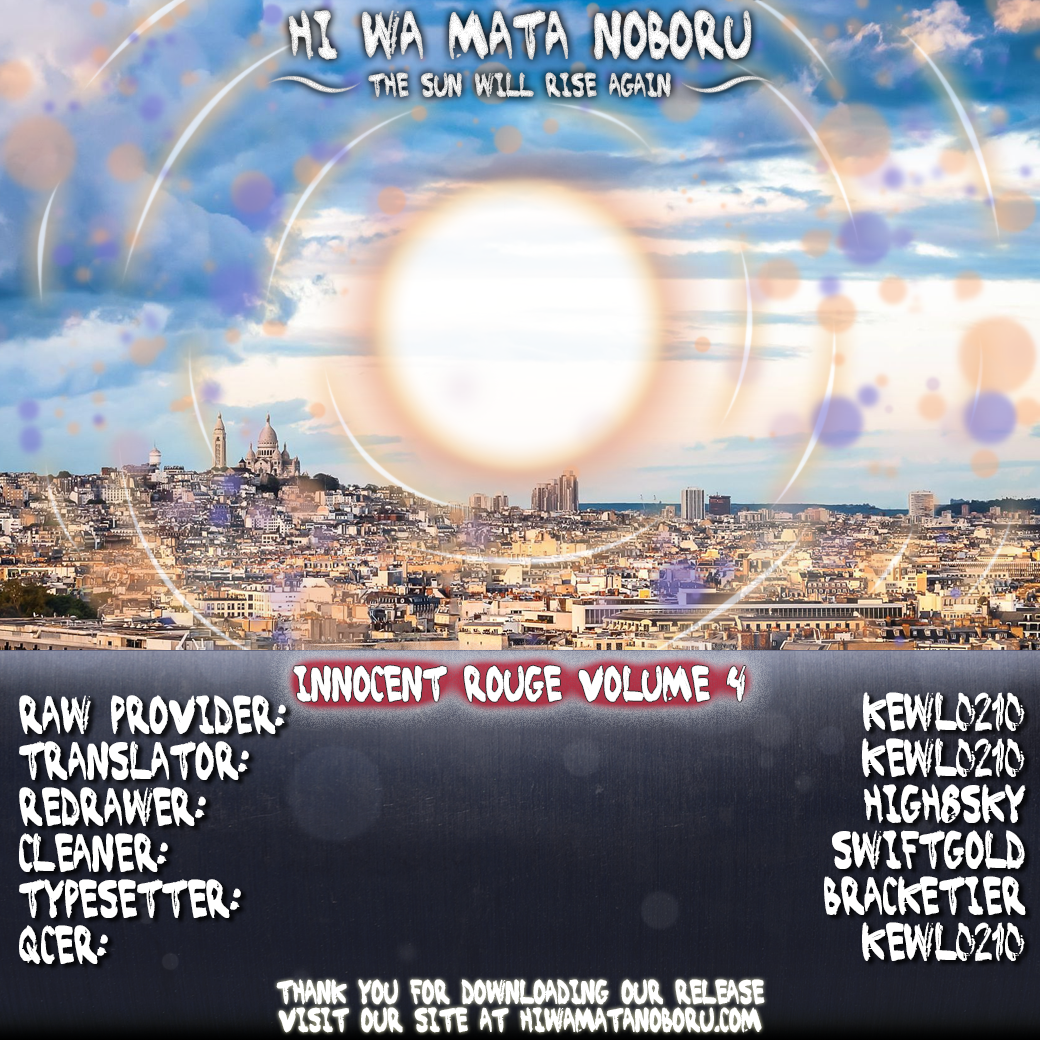 HI WA MATA NOBORU
THE SUN WILL RISE AGAIN
INNOCENT ROUGE VOLUME 4
RAW PROVIDER: KEWL0210
TRANSLATOR: KEWL0210
REDRAWER: HIGH8SKY
CLEANER: SWIFTGOLD
TYPESETTER: BRACKETIER
QCER: KEWL0210
THANK YOU FOR DOWNLOADING OUR RELEASE
VISIT OUR SITE AT HIWAMATANOBORU.COM